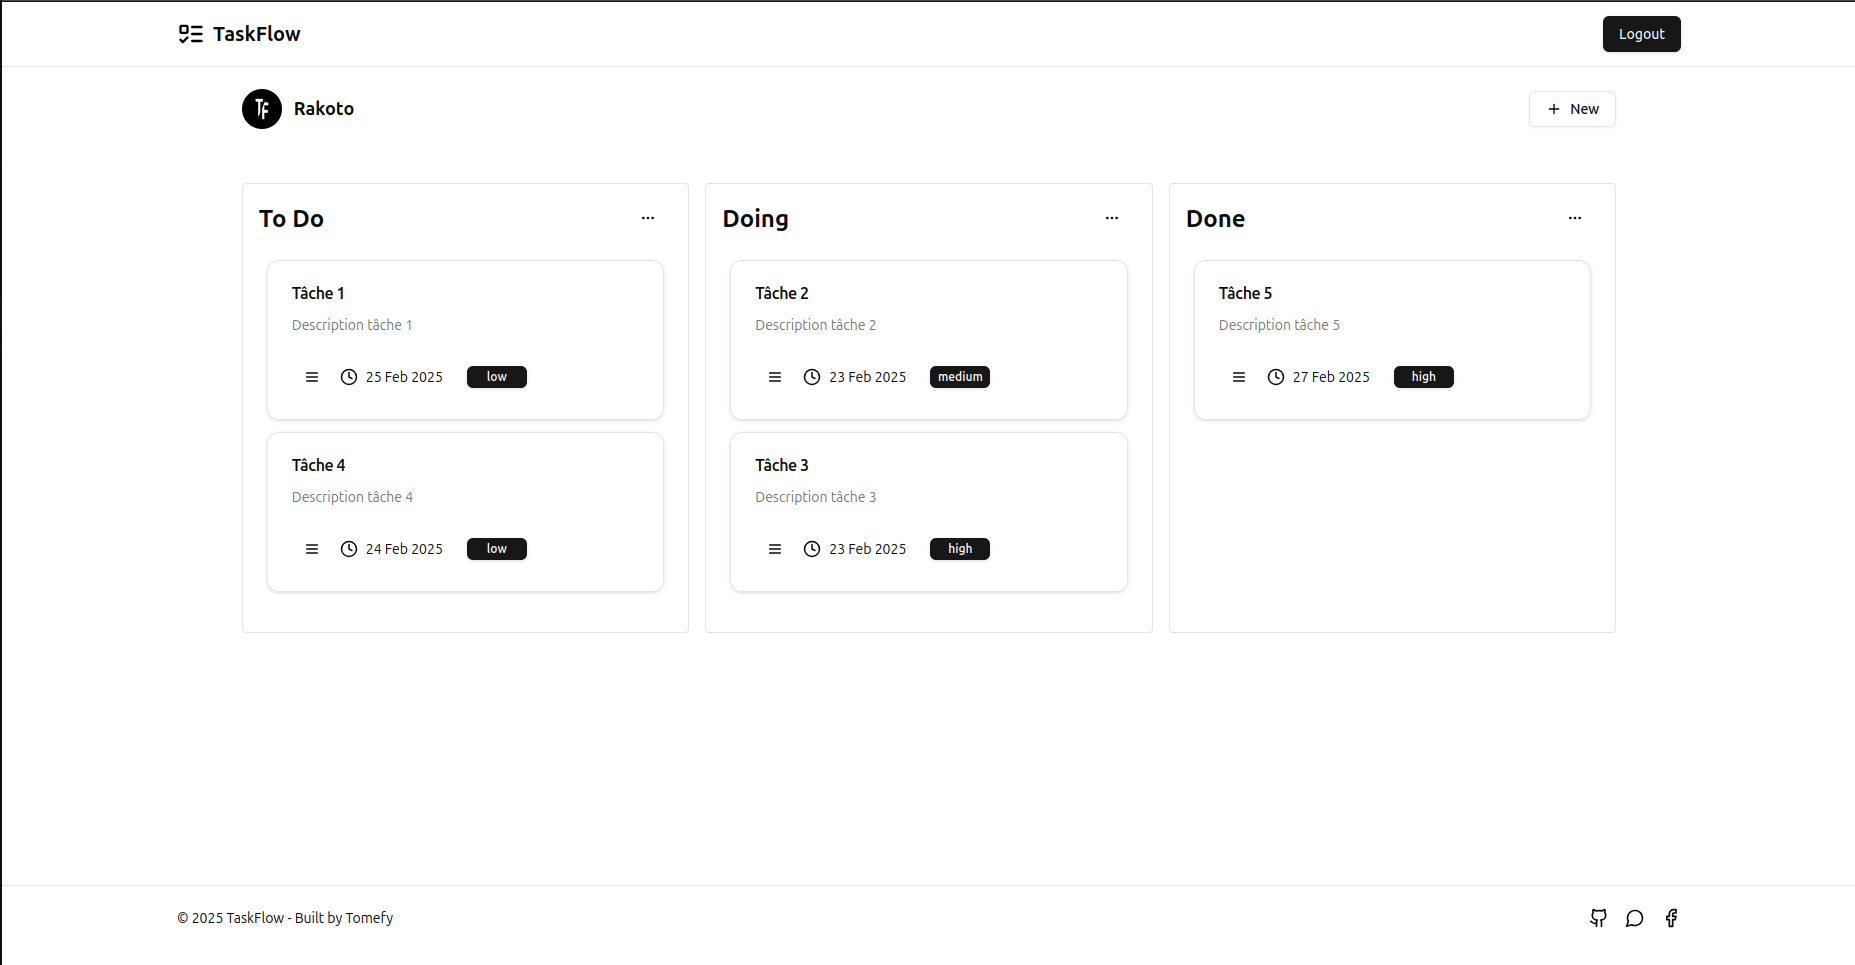 TaskFlow
Logout
TF
Rakoto
New
To Do
Tâche 1
Description tâche 1
25 Feb 2025
low
Tâche 4
Description tâche 4
24 Feb 2025
low
Doing
Tâche 2
Description tâche 2
23 Feb 2025
medium
Tâche 3
Description tâche 3
23 Feb 2025
high
Done
Tâche 5
Description tâche 5
27 Feb 2025
high
© 2025 TaskFlow - Built by Tomefy